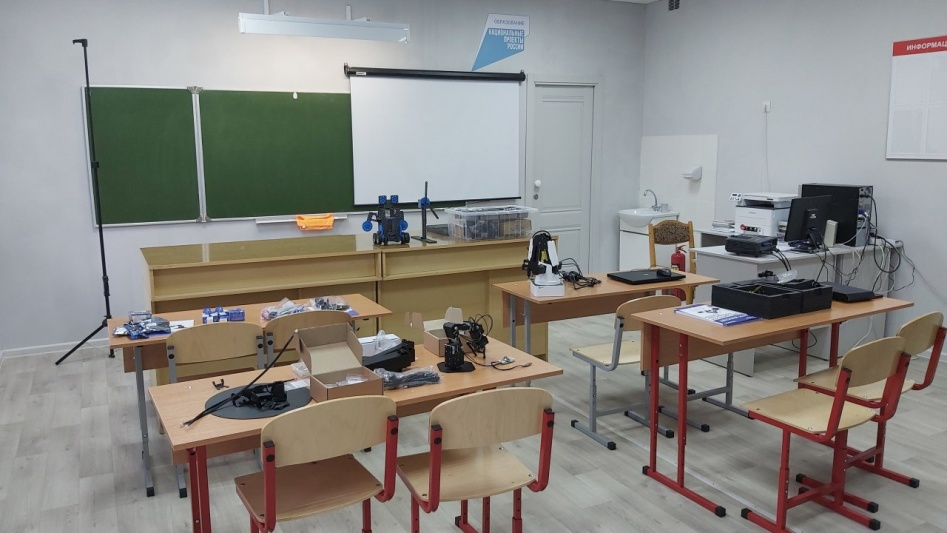 ОБРАЗОВАНИЕ
НАЦИОНАЛЬНЫЕ
ПРОЕКТЫ
РОССИИ
ИНФОРМАЦ